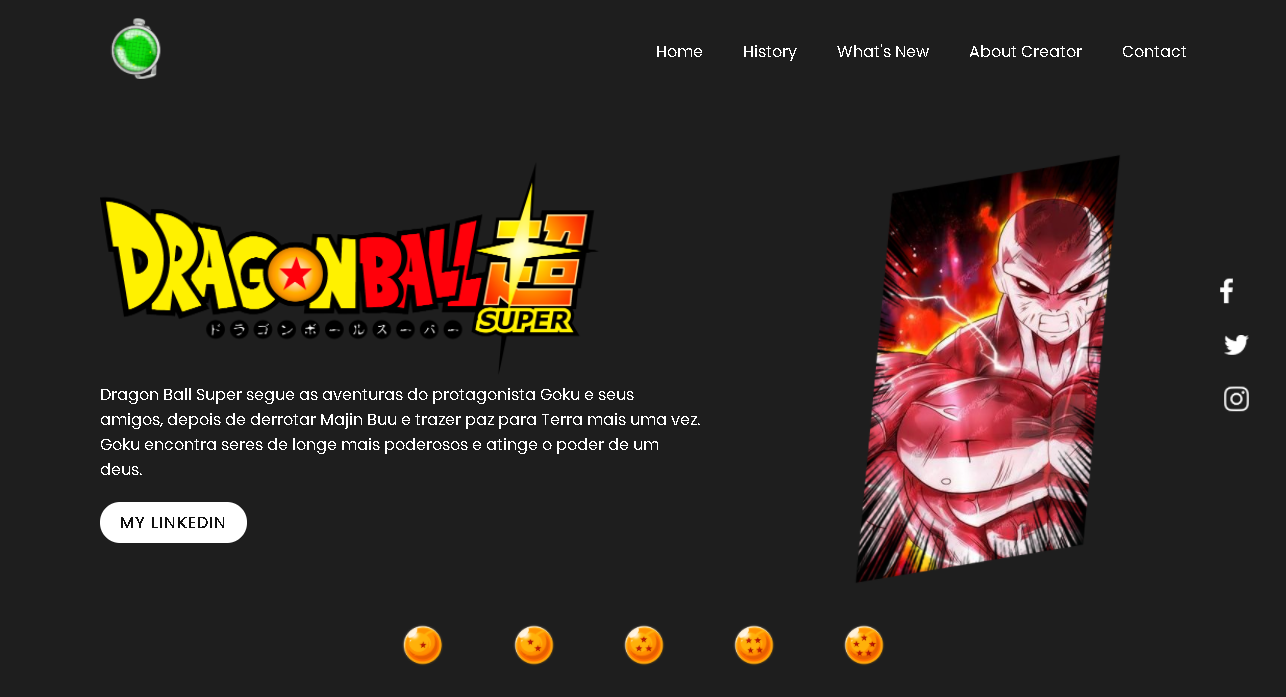 Home History What's New About Creator Contact
DRAGONBALL 超
SUPER
ドラゴンボールスーパー
Dragon Ball Super segue as aventuras do protagonista Goku e seus
amigos, depois de derrotar Majin Buu e trazer paz para Terra mais uma vez.
Goku encontra seres de longe mais poderosos e atinge o poder de um
deus.
MY LINKEDIN